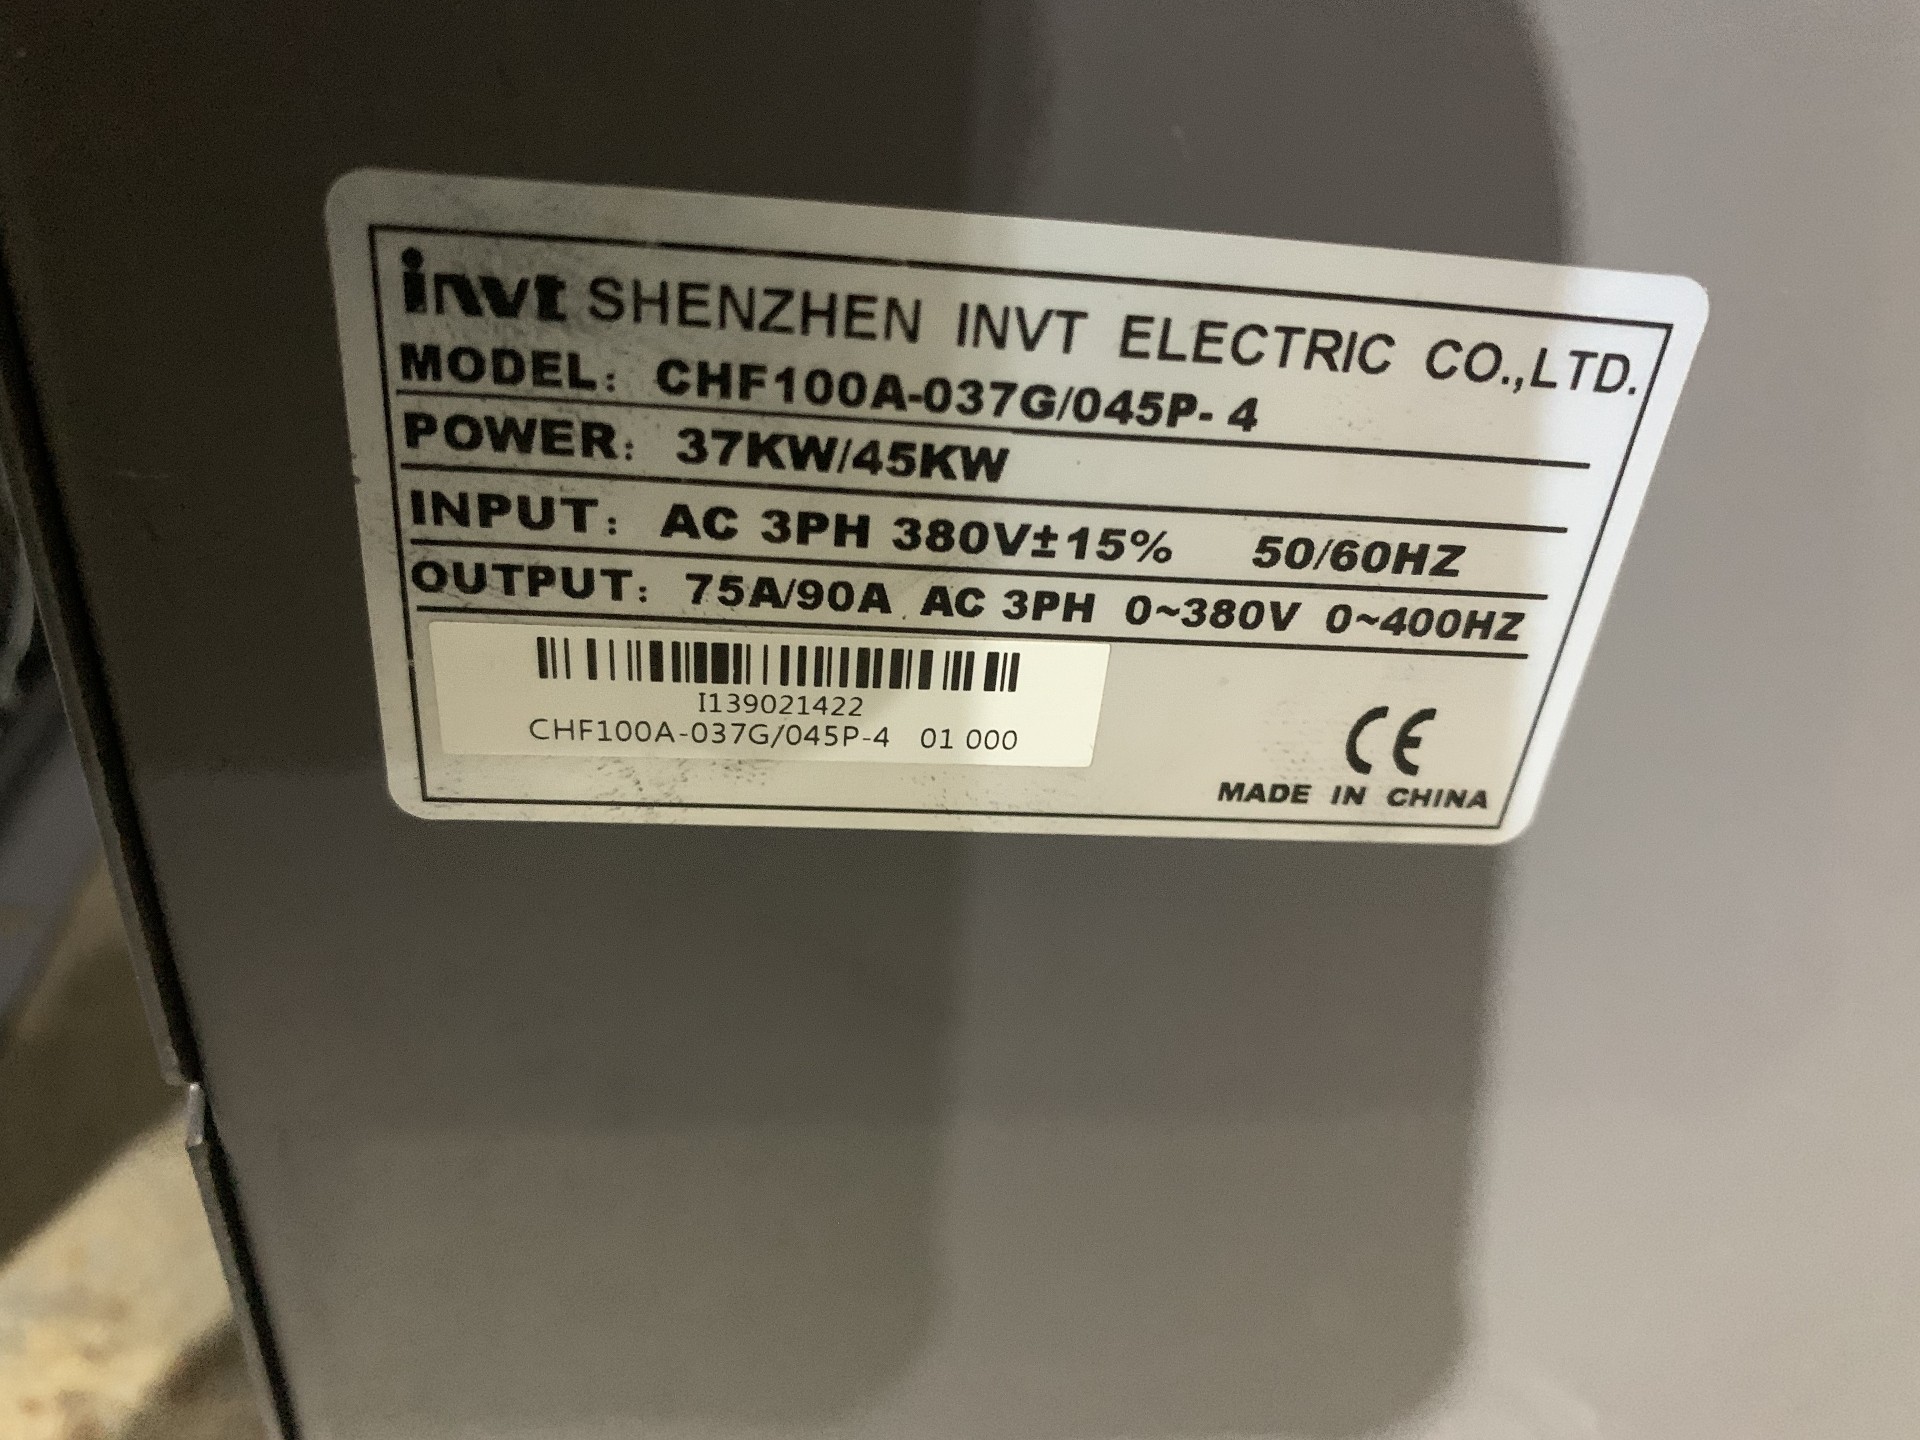 invt SHENZHEN INVT ELECTRIC CO.,LTD.
MODEL: CHF100A-037G/045P-4
POWER: 37KW/45KW
INPUT: AC 3PH 380V±15% 50/60HZ
OUTPUT: 75A/90A AC 3PH 0~380V 0~400HZ
I139021422
CHF100A-037G/045P-4 01 000
CE
MADE IN CHINA